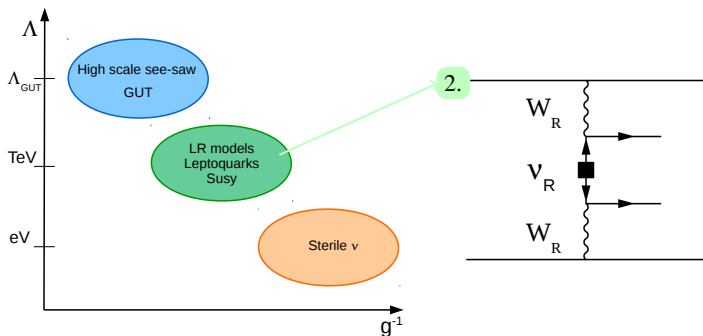 Λ
High scale see-saw
GUT
Λ_GUT
LR models
Leptoquarks
Susy
TeV
Sterile ν
eV
g⁻¹
2.
W_R
ν_R
W_R